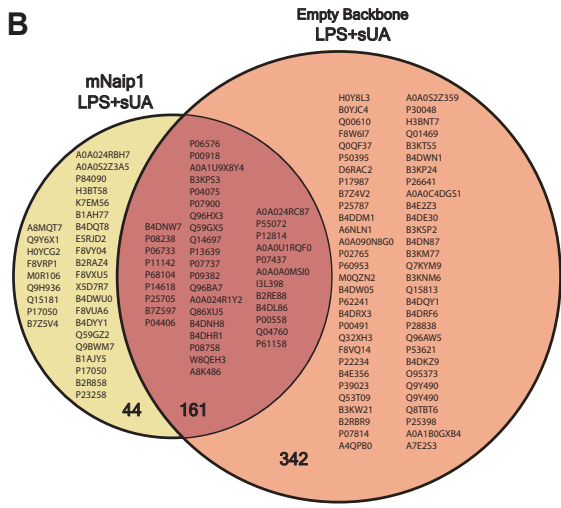 B
Empty Backbone
LPS+sUA
mNaip1
LPS+sUA
A8MQT7
Q9Y6X1
H0YCG2
F8VRP1
M0R106
Q9H936
Q15181
P17050
B7Z5V4
A0A024RBH7
A0A0S2Z3A5
P84090
H3BT58
K7EM56
B1AH77
B4DQT8
E5RJD2
F8VY04
B2RAZ4
F8VXU5
X5D7R7
B4DWU0
F8VUA6
B4DYY1
Q59GZ2
Q9BWM7
B1AJY5
P17050
B2R858
P23258
44
B4DNW7
P08238
P06733
P11142
P68104
P14618
P25705
B7Z597
P04406
P06576
P00918
A0A1U9X8Y4
B3KPS3
P04075
P07900
Q96HX3
Q59GX5
Q14697
P13639
P07737
P09382
Q96BA7
A0A024R1Y2
Q86XU5
B4DNH8
B4DHR1
P08758
W8QEH3
A8K486
A0A024RC87
P55072
P12814
A0A0U1RQF0
P07437
A0A0A0MSI0
I3L398
B2RE88
B4DL86
P00558
Q04760
P61158
161
H0Y8L3
B0YJC4
Q00610
F8W6I7
Q0QF37
P50395
D6RAC2
P17987
B7Z4V2
P25787
B4DDM1
A6NLN1
A0A090N8G0
P02765
P60953
M0QZN2
B4DW05
P62241
B4DRX3
P00491
Q32XH3
F8VQ14
P22234
B4E356
P39023
Q53T09
B3KW21
B2RBR9
P07814
A4QPB0
A0A0S2Z359
P30048
H3BNT7
Q01469
B3KTS5
B4DWN1
B3KP24
P26641
A0A0C4DGS1
B4E2Z3
B4DE30
B3KSP2
B4DN87
B3KM77
Q7KYM9
B3KNM6
Q15813
B4DQY1
B4DRF6
P28838
Q96AW5
P53621
B4DKZ9
O95373
Q9Y490
Q9Y490
Q8TBT6
P25398
A0A1B0GXB4
A7E2S3
342